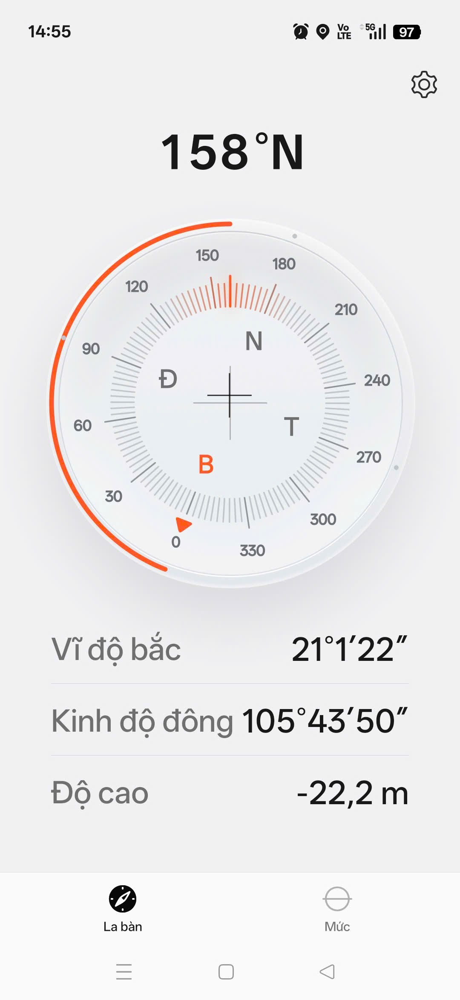 14:55
Vo LTE 5G 97
158°N
150 180
120 210
90 N 240
Đ
60 T 270
B
30 300
0 330
Vĩ độ bắc 21°1′22″
Kinh độ đông 105°43′50″
Độ cao -22,2 m
La bàn Mức